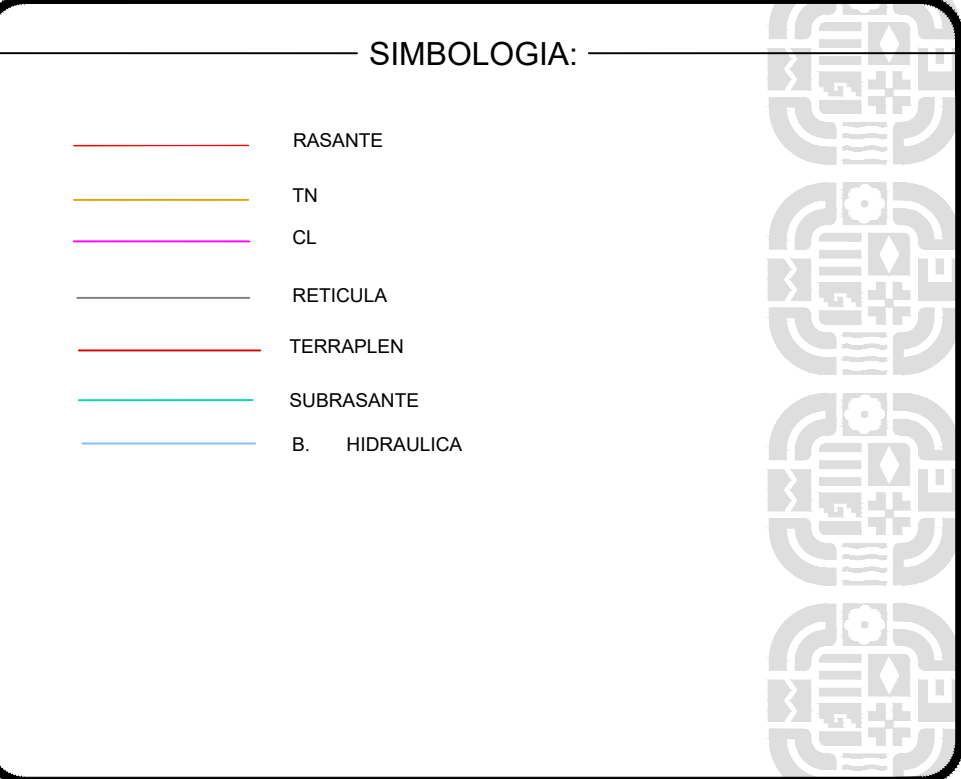 SIMBOLOGIA:
RASANTE
TN
CL
RETICULA
TERRAPLEN
SUBRASANTE
B. HIDRAULICA